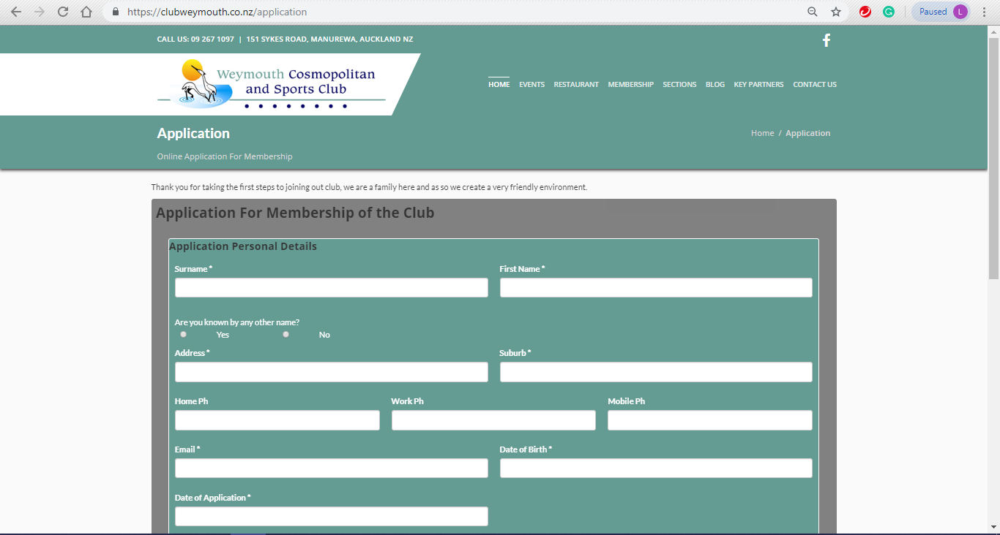 https://clubweymouth.co.nz/application
Paused L
CALL US: 09 267 1097 | 151 SYKES ROAD, MANUREWA, AUCKLAND NZ
Weymouth Cosmopolitan
and Sports Club
HOME EVENTS RESTAURANT MEMBERSHIP SECTIONS BLOG KEY PARTNERS CONTACT US
Application
Home / Application
Online Application For Membership
Thank you for taking the first steps to joining out club, we are a family here and as so we create a very friendly environment.
Application For Membership of the Club
Application Personal Details
Surname * First Name *
Are you known by any other name?
Yes No
Address * Suburb *
Home Ph Work Ph Mobile Ph
Email * Date of Birth *
Date of Application *